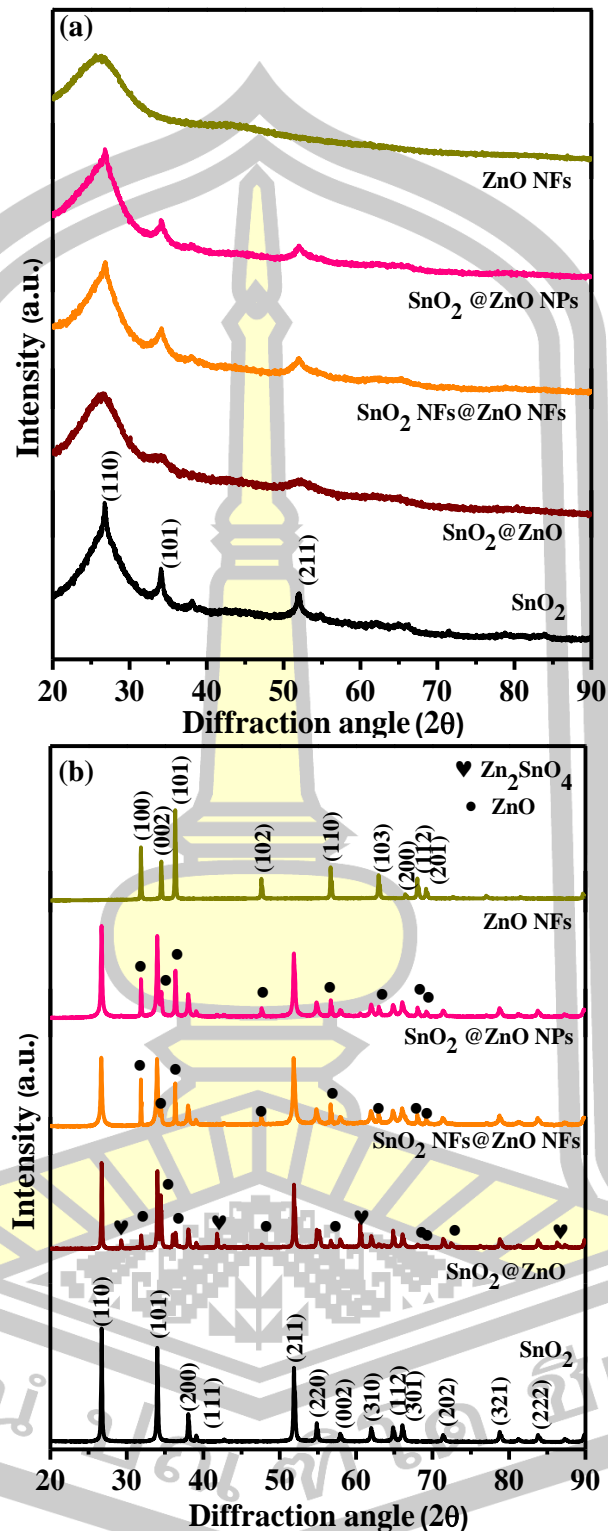 (a)
Intensity (a.u.)
ZnO NFs
SnO2 @ZnO NPs
SnO2 NFs@ZnO NFs
SnO2@ZnO
(110)
(101)
(211)
SnO2
20 30 40 50 60 70 80 90
Diffraction angle (2θ)
(b)
♥ Zn2SnO4
• ZnO
Intensity (a.u.)
(100) (002) (101) (102) (110) (103) (200) (112) (201)
ZnO NFs
SnO2 @ZnO NPs
SnO2 NFs@ZnO NFs
SnO2@ZnO
(110) (101) (200) (111) (211) (220) (002) (310) (112) (301) (202) (321) (222)
SnO2
20 30 40 50 60 70 80 90
Diffraction angle (2θ)